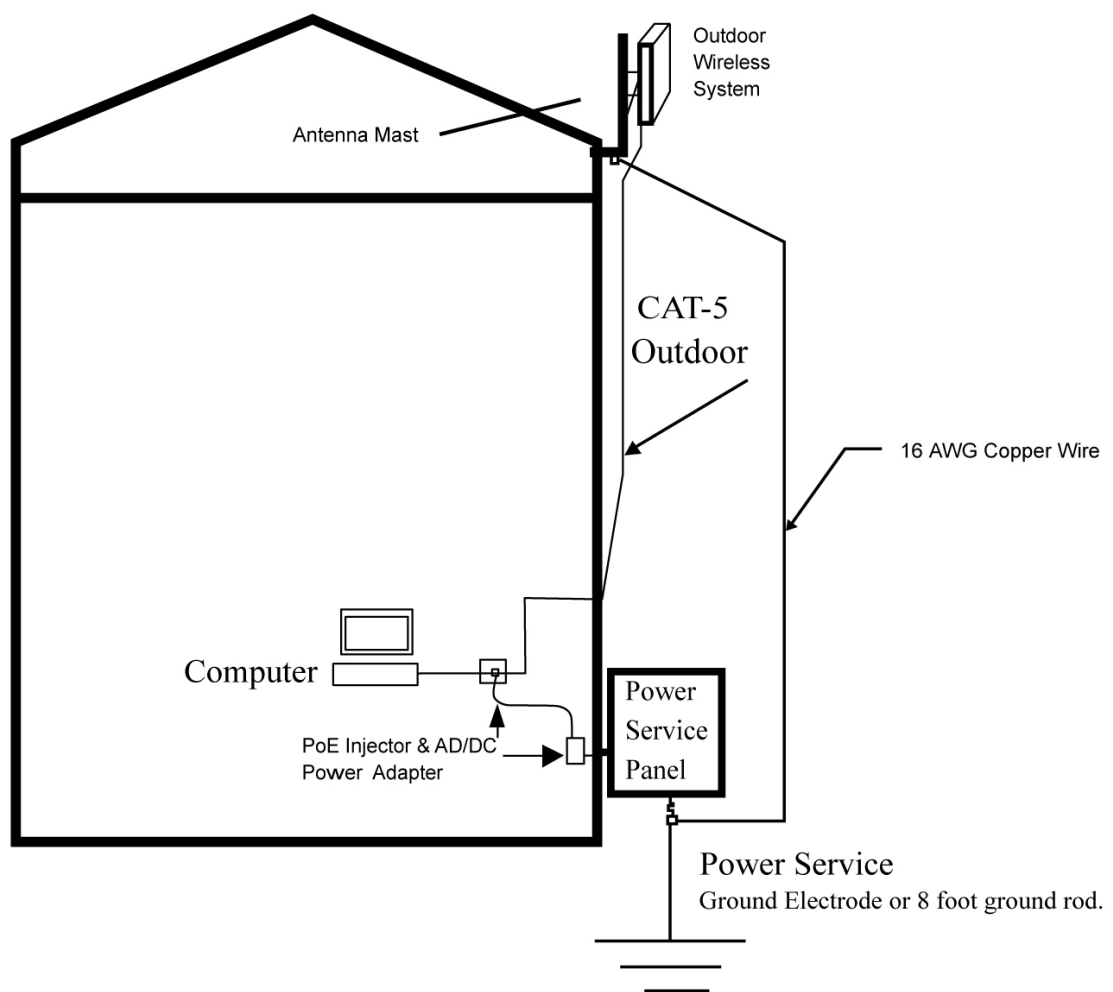 Outdoor
Wireless
System
Antenna Mast
CAT-5
Outdoor
16 AWG Copper Wire
Computer
Power
Service
Panel
PoE Injector & AD/DC
Power Adapter
Power Service
Ground Electrode or 8 foot ground rod.